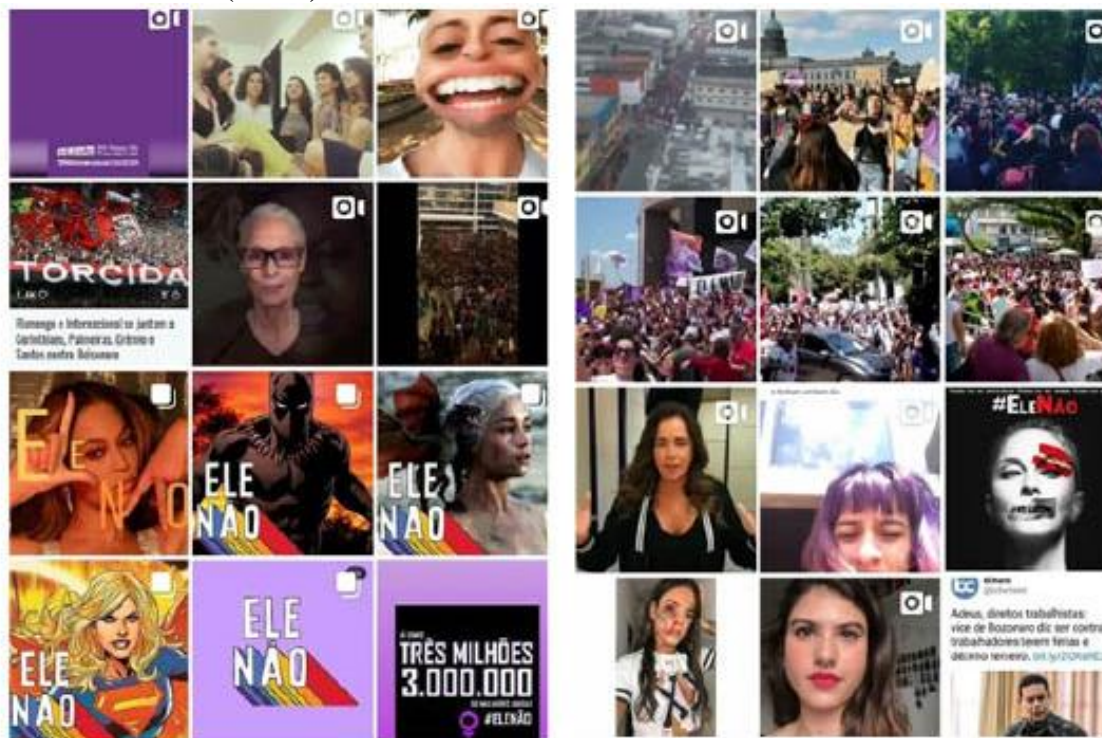 TORCIDA
Flamengo e Internacional se juntam a
Corinthians, Palmeiras, Grêmio e
Santos contra Bolsonaro
ELE
NÃO
ELE
NÃO
ELE
NÃO
ELE
NÃO
ELE
NÃO
TRÊS MILHÕES
3.000.000
#ELENÃO
#ELENÃO
Adeus, direitos trabalhistas:
vice de Bozonaro diz ser contra
trabalhadores terem férias e
décimo terceiro.